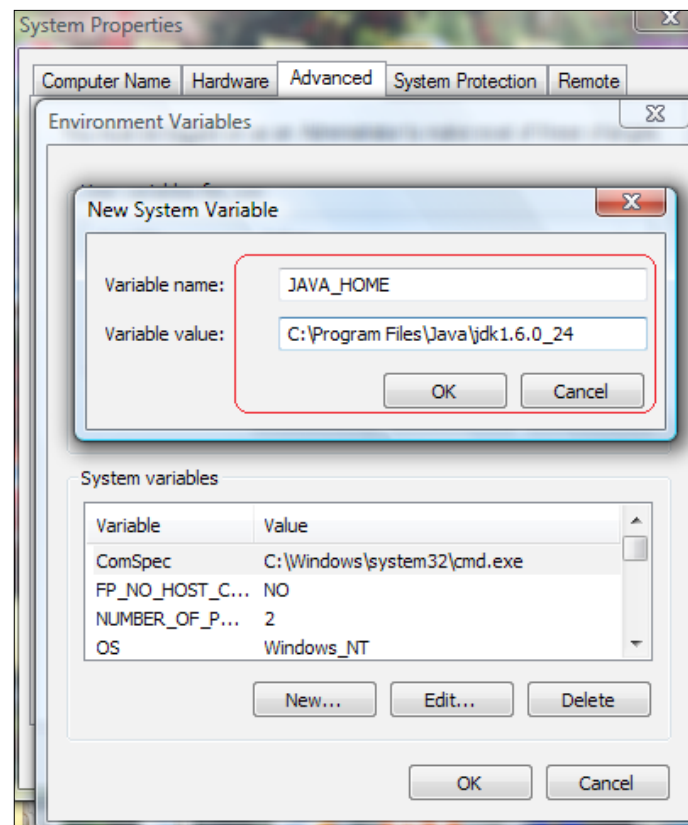 System Properties
Computer Name Hardware Advanced System Protection Remote
Environment Variables
New System Variable
Variable name: JAVA_HOME
Variable value: C:\Program Files\Java\jdk1.6.0_24
OK Cancel
System variables
Variable Value
ComSpec C:\Windows\system32\cmd.exe
FP_NO_HOST_C... NO
NUMBER_OF_P... 2
OS Windows_NT
New... Edit... Delete
OK Cancel